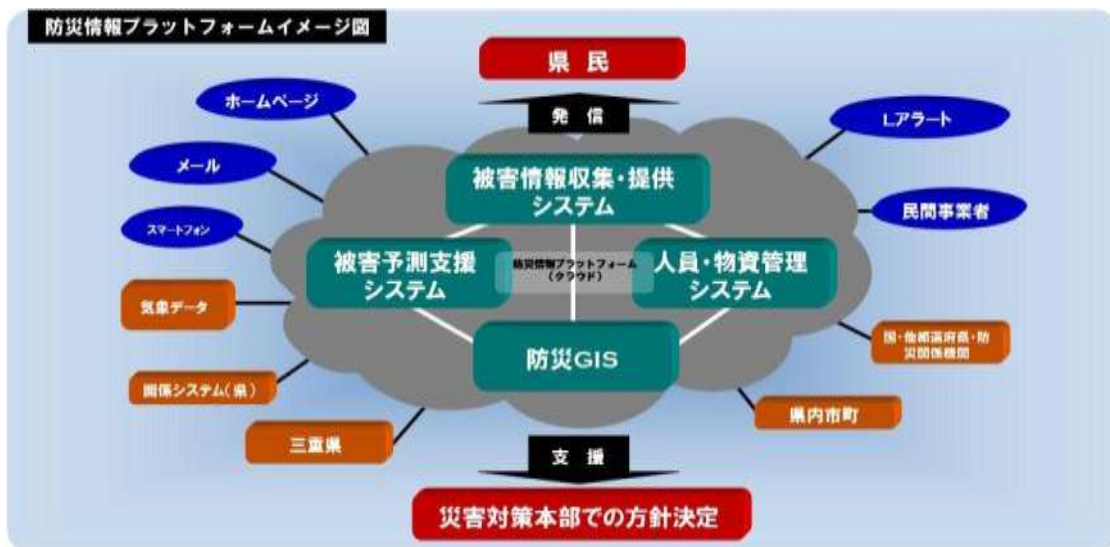 防災情報プラットフォームイメージ図
県民
発信
ホームページ
Lアラート
メール
被害情報収集・提供
システム
民間事業者
スマートフォン
被害予測支援
システム
防災情報プラットフォーム
(クラウド)
人員・物資管理
システム
気象データ
国・他都道府県・防
災関係機関
防災GIS
関係システム(県)
県内市町
三重県
支援
災害対策本部での方針決定